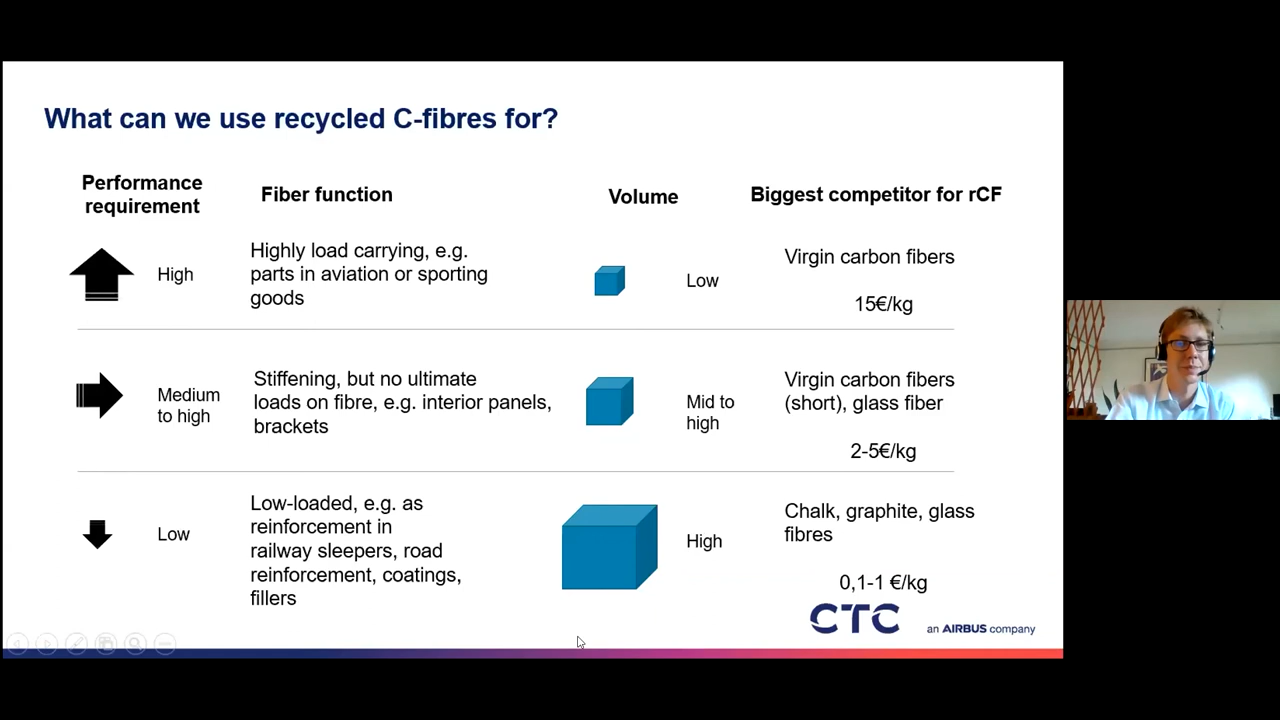 What can we use recycled C-fibres for?
Performance
requirement
Fiber function
Volume
Biggest competitor for rCF
High
Highly load carrying, e.g.
parts in aviation or sporting
goods
Low
Virgin carbon fibers
15€/kg
Medium
to high
Stiffening, but no ultimate
loads on fibre, e.g. interior panels,
brackets
Mid to
high
Virgin carbon fibers
(short), glass fiber
2-5€/kg
Low
Low-loaded, e.g. as
reinforcement in
railway sleepers, road
reinforcement, coatings,
fillers
High
Chalk, graphite, glass
fibres
0,1-1 €/kg
CTC
an AIRBUS company